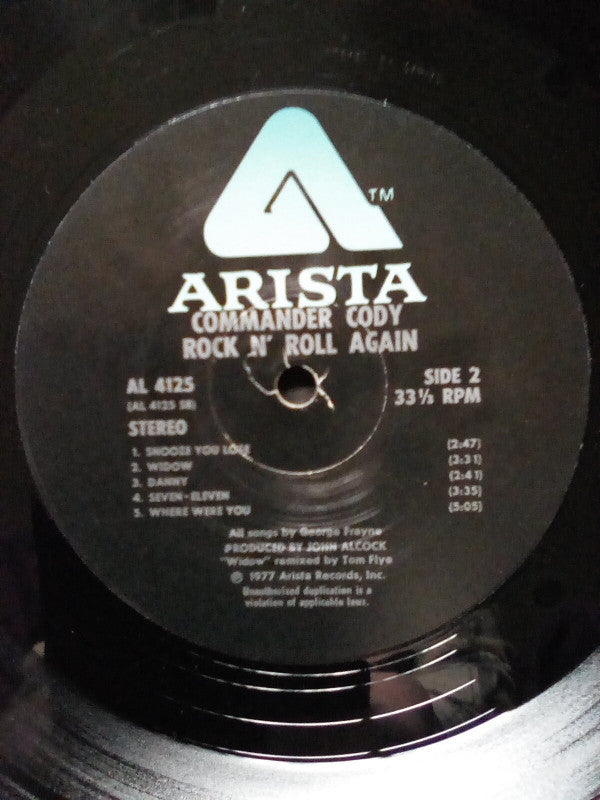 TM
ARISTA
COMMANDER CODY
ROCK N' ROLL AGAIN
AL 4125
(AL 4125 SB)
SIDE 2
33⅓ RPM
STEREO
1. SNOOZE YOU LOSE (2:47)
2. WIDOW (3:31)
3. DANNY (2:41)
4. SEVEN-ELEVEN (3:35)
5. WHERE WERE YOU (5:05)
All songs by George Frayne
PRODUCED BY JOHN ALCOCK
"Widow" remixed by Tom Flye
Ⓟ 1977 Arista Records, Inc.
Unauthorized duplication is a
violation of applicable laws.